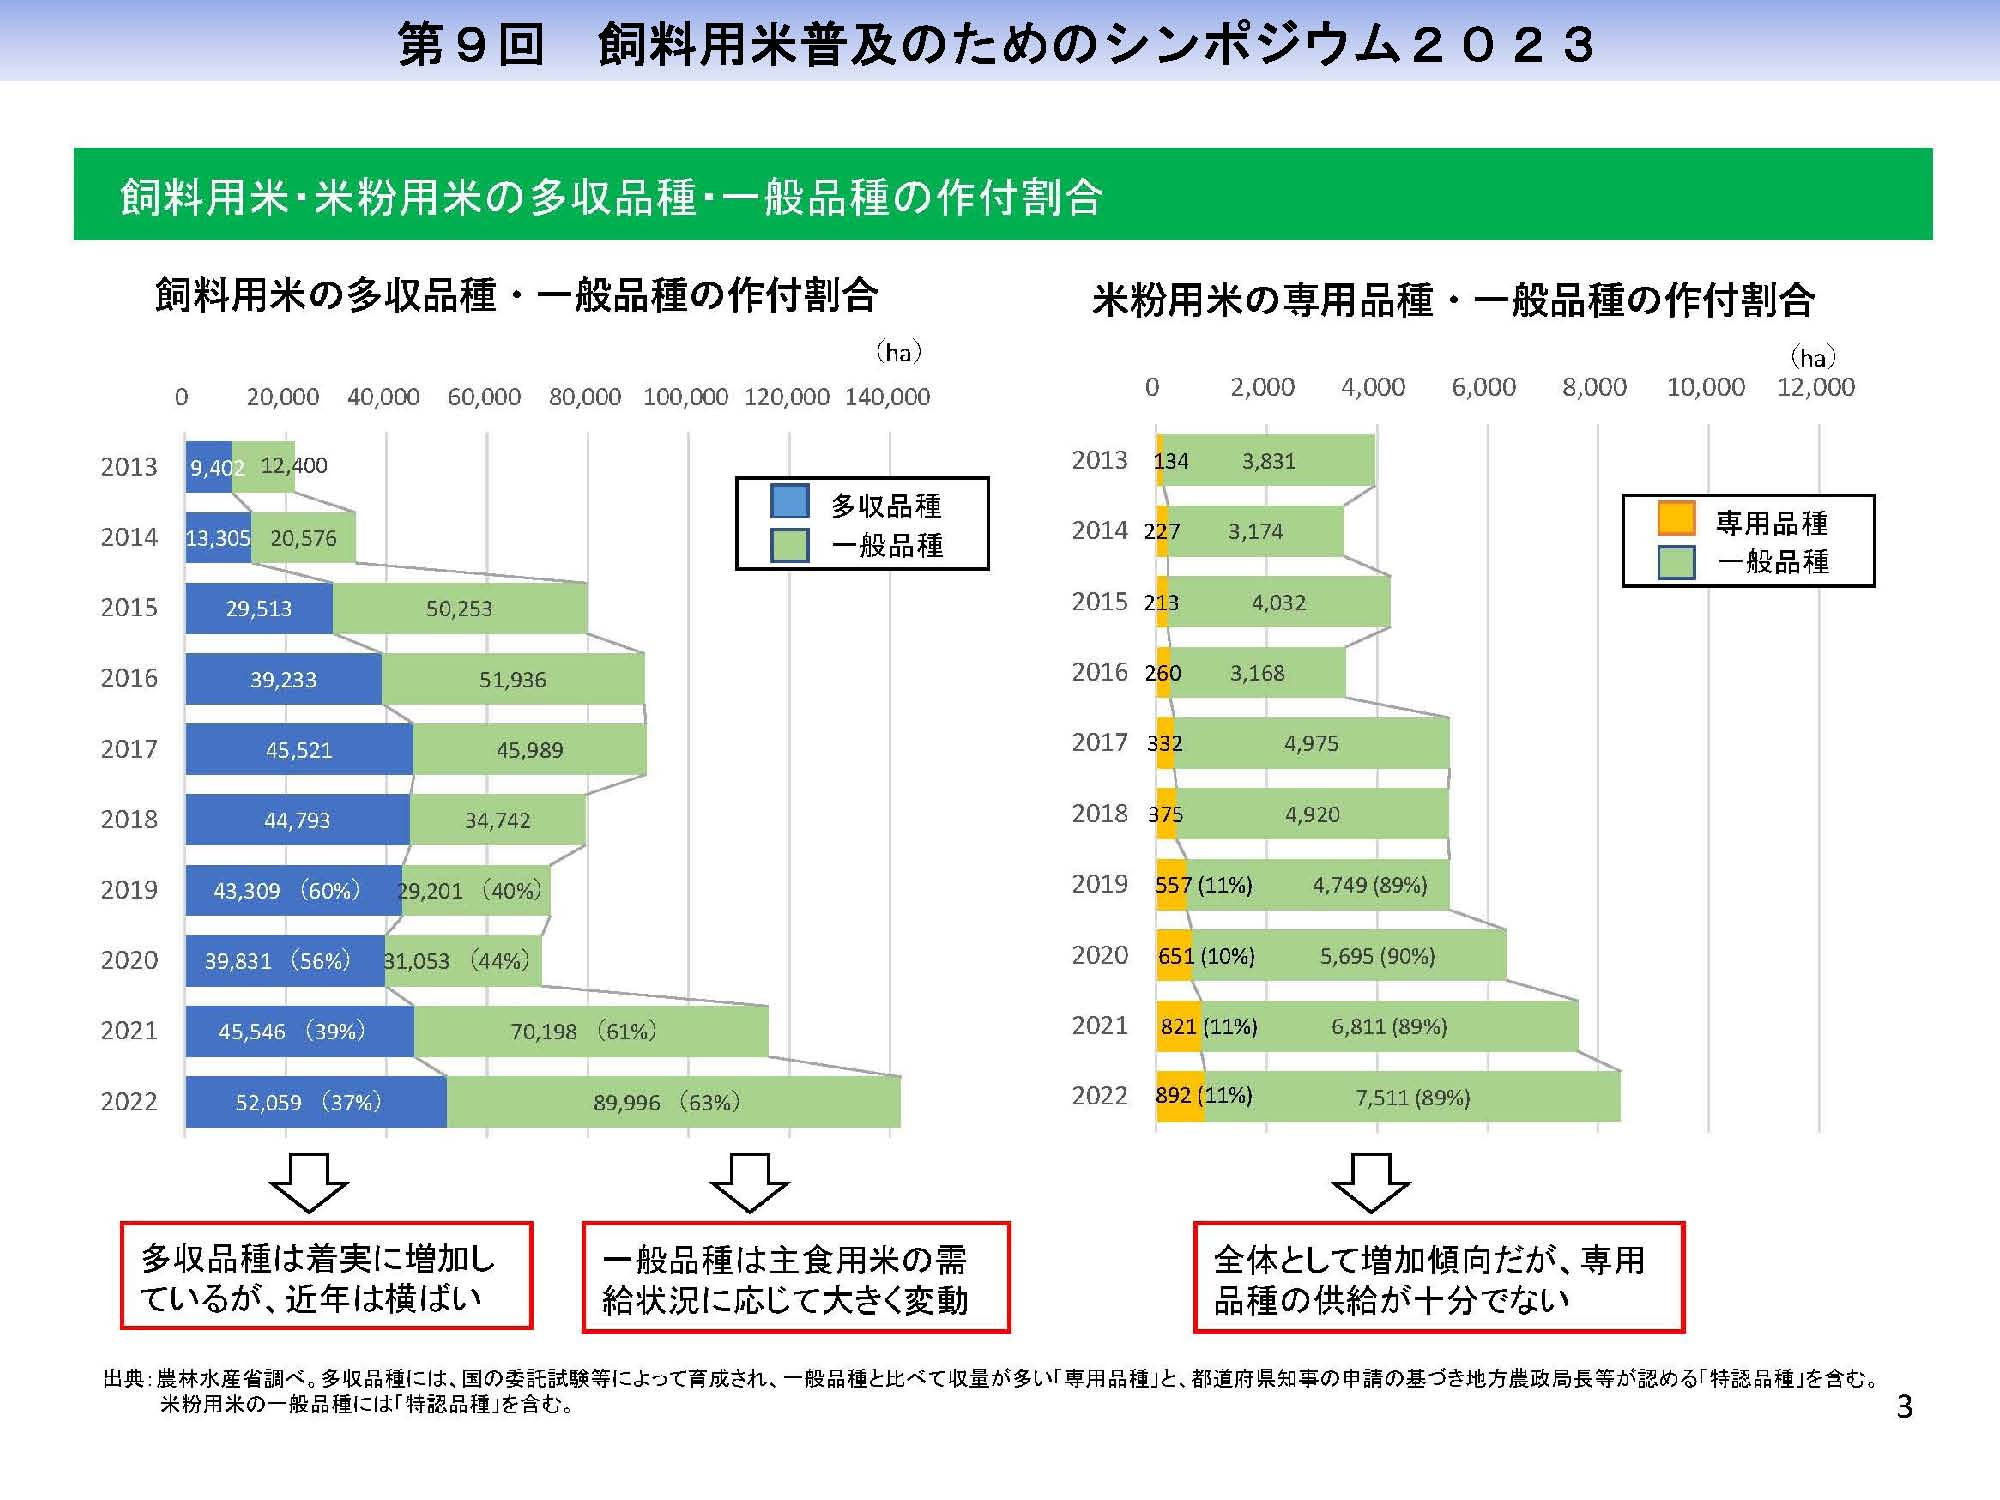 第９回　飼料用米普及のためのシンポジウム２０２３
飼料用米・米粉用米の多収品種・一般品種の作付割合
飼料用米の多収品種・一般品種の作付割合
（ha）
0 20,000 40,000 60,000 80,000 100,000 120,000 140,000
2013 9,402 12,400
2014 13,305 20,576
2015 29,513 50,253
2016 39,233 51,936
2017 45,521 45,989
2018 44,793 34,742
2019 43,309（60%） 29,201（40%）
2020 39,831（56%） 31,053（44%）
2021 45,546（39%） 70,198（61%）
2022 52,059（37%） 89,996（63%）
多収品種
一般品種
多収品種は着実に増加し
ているが、近年は横ばい
一般品種は主食用米の需
給状況に応じて大きく変動
米粉用米の専用品種・一般品種の作付割合
（ha）
0 2,000 4,000 6,000 8,000 10,000 12,000
2013 134 3,831
2014 227 3,174
2015 213 4,032
2016 260 3,168
2017 332 4,975
2018 375 4,920
2019 557 (11%) 4,749 (89%)
2020 651 (10%) 5,695 (90%)
2021 821 (11%) 6,811 (89%)
2022 892 (11%) 7,511 (89%)
専用品種
一般品種
全体として増加傾向だが、専用
品種の供給が十分でない
出典：農林水産省調べ。多収品種には、国の委託試験等によって育成され、一般品種と比べて収量が多い「専用品種」と、都道府県知事の申請の基づき地方農政局長等が認める「特認品種」を含む。
米粉用米の一般品種には「特認品種」を含む。
3